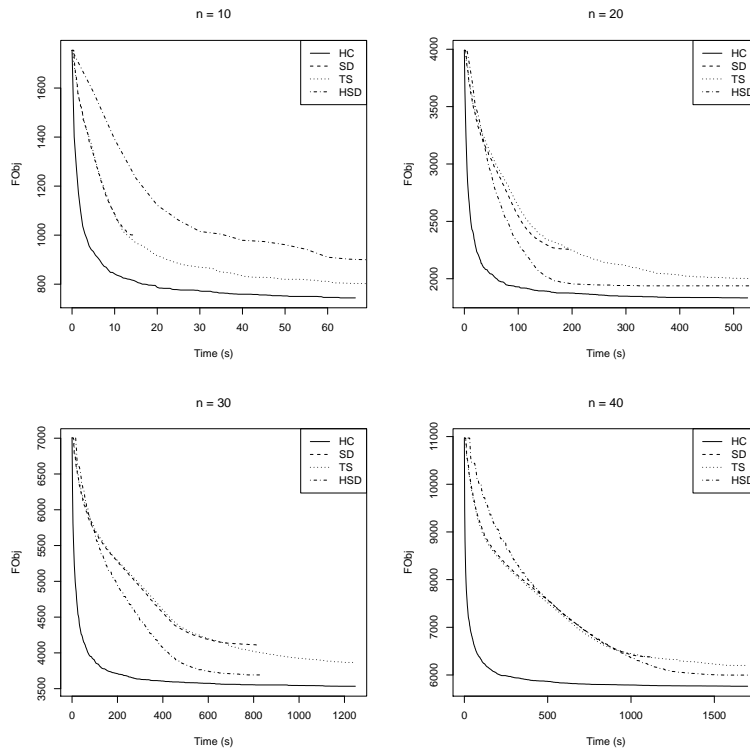 n = 10
HC
SD
TS
HSD
FObj
800 1000 1200 1400 1600
0 10 20 30 40 50 60
Time (s)
n = 20
HC
SD
TS
HSD
FObj
2000 2500 3000 3500 4000
0 100 200 300 400 500
Time (s)
n = 30
HC
SD
TS
HSD
FObj
3500 4000 4500 5000 5500 6000 6500 7000
0 200 400 600 800 1000 1200
Time (s)
n = 40
HC
SD
TS
HSD
FObj
6000 7000 8000 9000 10000 11000
0 500 1000 1500
Time (s)